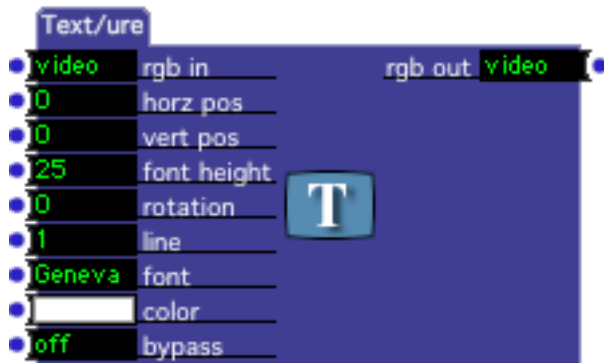 Text/ure
video rgb in rgb out video
0 horz pos
0 vert pos
25 font height
0 rotation
T
1 line
Geneva font
color
off bypass